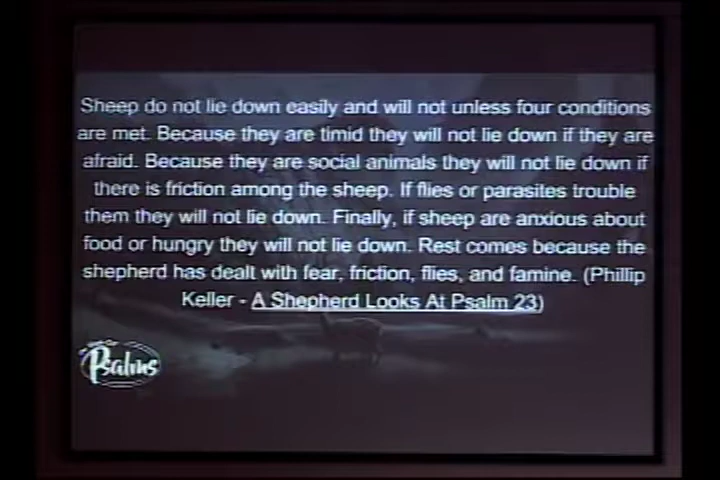 Sheep do not lie down easily and will not unless four conditions
are met. Because they are timid they will not lie down if they are
afraid. Because they are social animals they will not lie down if
there is friction among the sheep. If flies or parasites trouble
them they will not lie down. Finally, if sheep are anxious about
food or hungry they will not lie down. Rest comes because the
shepherd has dealt with fear, friction, flies, and famine. (Phillip
Keller - A Shepherd Looks At Psalm 23)
Psalms